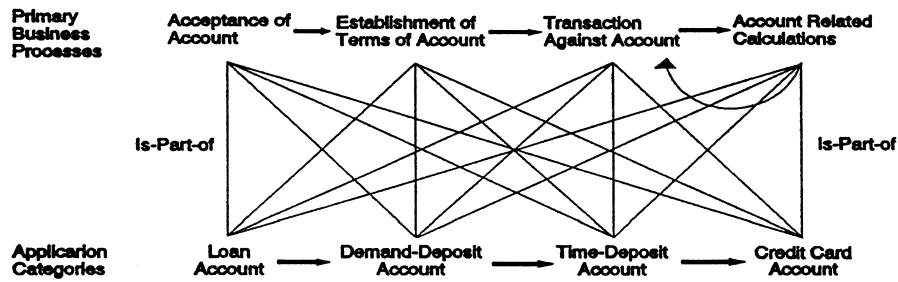 Primary
Business
Processes
Acceptance of
Account
Establishment of
Terms of Account
Transaction
Against Account
Account Related
Calculations
Is-Part-of
Is-Part-of
Applicarion
Categories
Loan
Account
Demand-Deposit
Account
Time-Deposit
Account
Credit Card
Account